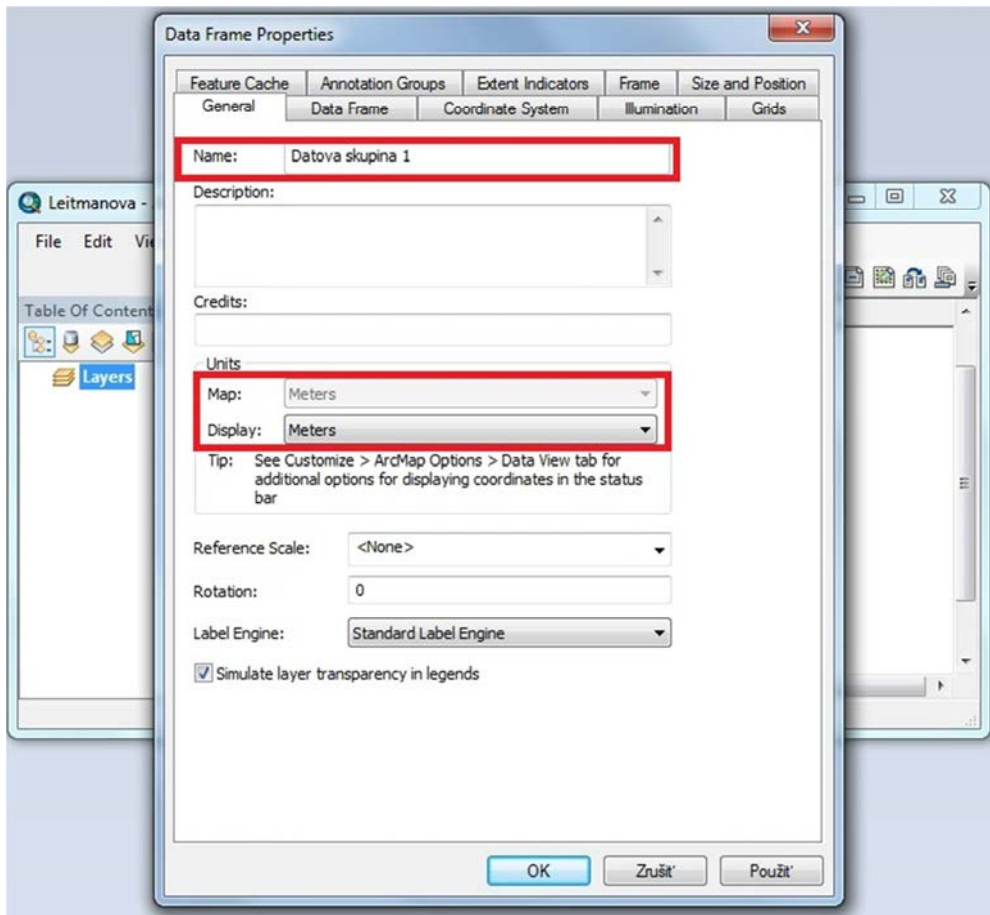 Data Frame Properties
Feature Cache Annotation Groups Extent Indicators Frame Size and Position
General Data Frame Coordinate System Illumination Grids
Name: Datova skupina 1
Description:
Leitmanova -
File Edit
Table Of Content
Layers
Credits:
Units
Map: Meters
Display: Meters
Tip: See Customize > ArcMap Options > Data View tab for
additional options for displaying coordinates in the status
bar
Reference Scale: <None>
Rotation: 0
Label Engine: Standard Label Engine
Simulate layer transparency in legends
OK Zrušiť Použiť